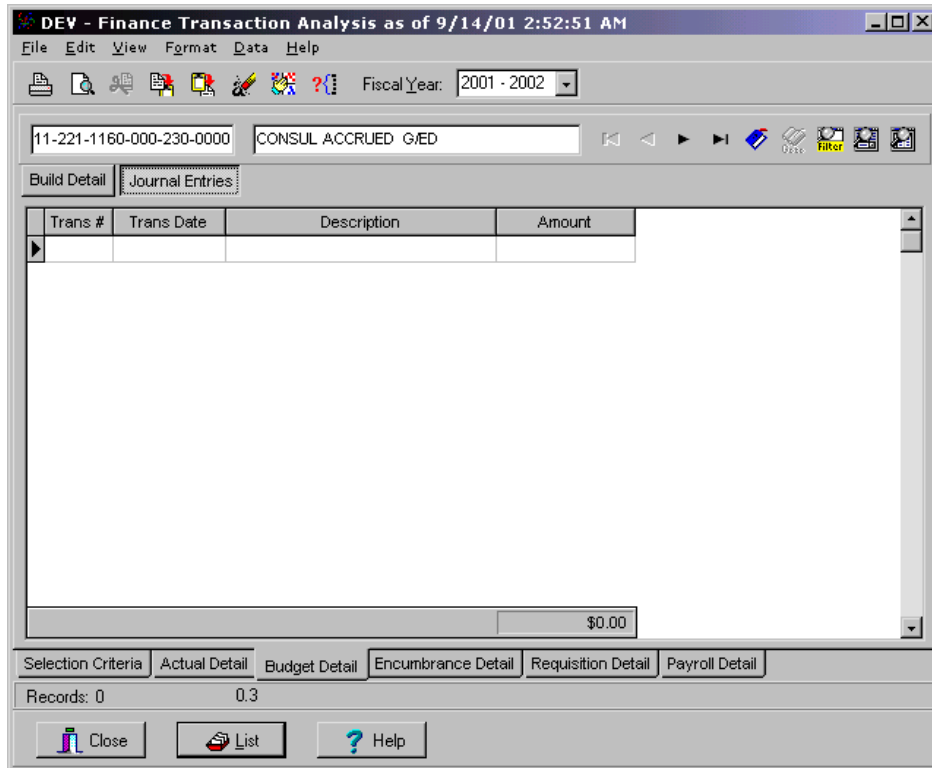 DEV - Finance Transaction Analysis as of 9/14/01 2:52:51 AM
File Edit View Format Data Help
?{ Fiscal Year: 2001 - 2002
11-221-1160-000-230-0000 CONSUL ACCRUED G/ED Filter
Build Detail Journal Entries
Trans # Trans Date Description Amount
$0.00
Selection Criteria Actual Detail Budget Detail Encumbrance Detail Requisition Detail Payroll Detail
Records: 0 0.3
Close List ? Help